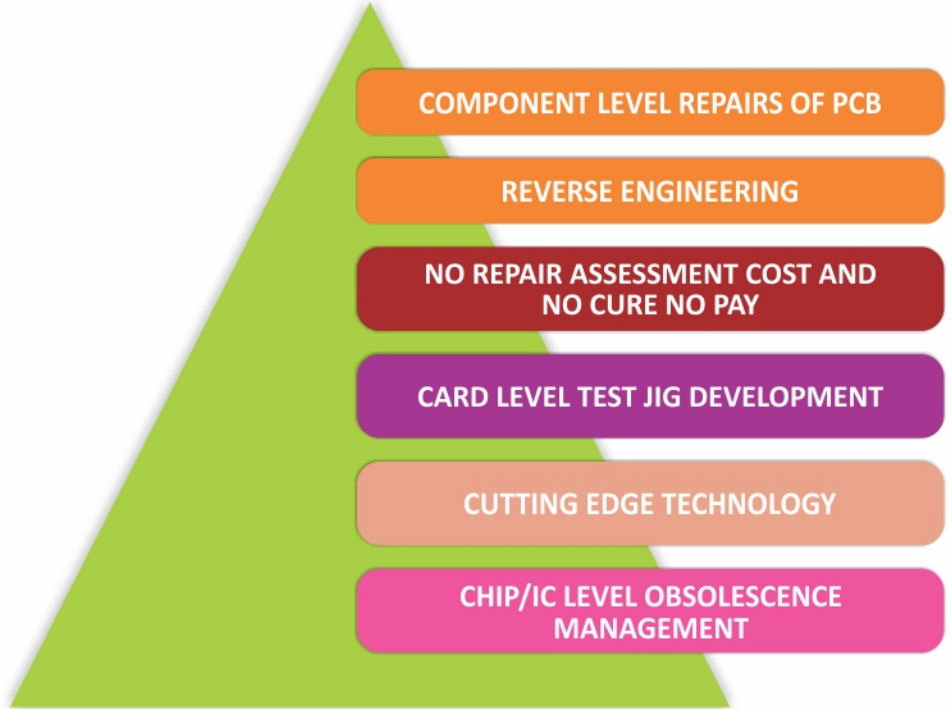 COMPONENT LEVEL REPAIRS OF PCB
REVERSE ENGINEERING
NO REPAIR ASSESSMENT COST AND
NO CURE NO PAY
CARD LEVEL TEST JIG DEVELOPMENT
CUTTING EDGE TECHNOLOGY
CHIP/IC LEVEL OBSOLESCENCE
MANAGEMENT